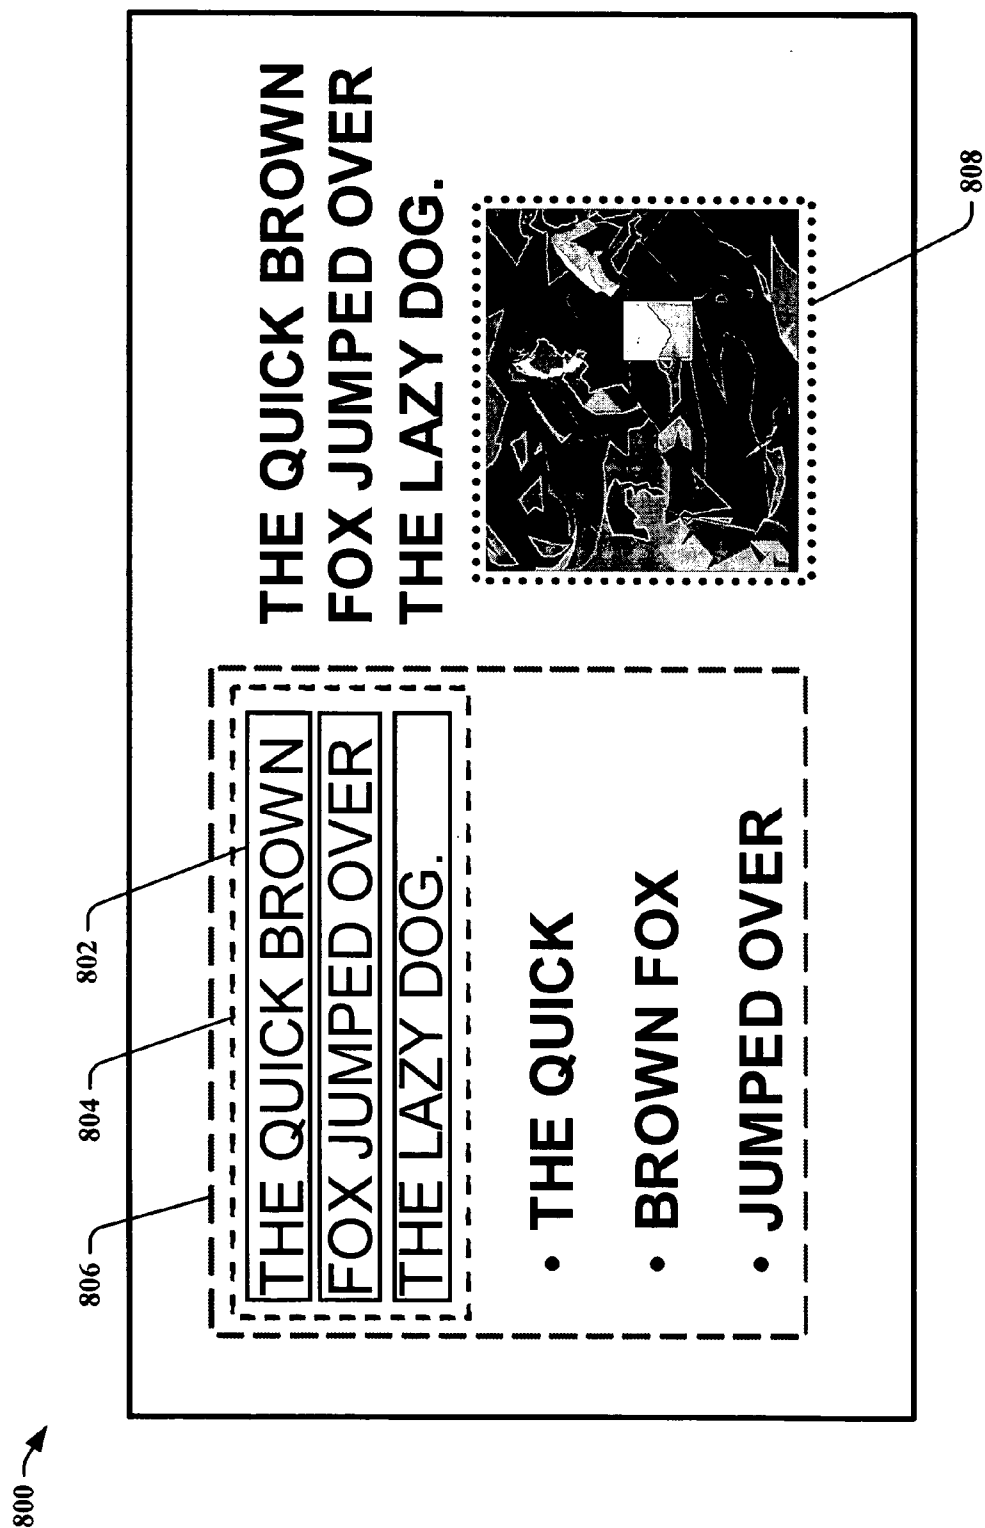 800
806
804
802
THE QUICK BROWN
FOX JUMPED OVER
THE LAZY DOG.
• THE QUICK
• BROWN FOX
• JUMPED OVER
THE QUICK BROWN
FOX JUMPED OVER
THE LAZY DOG.
808